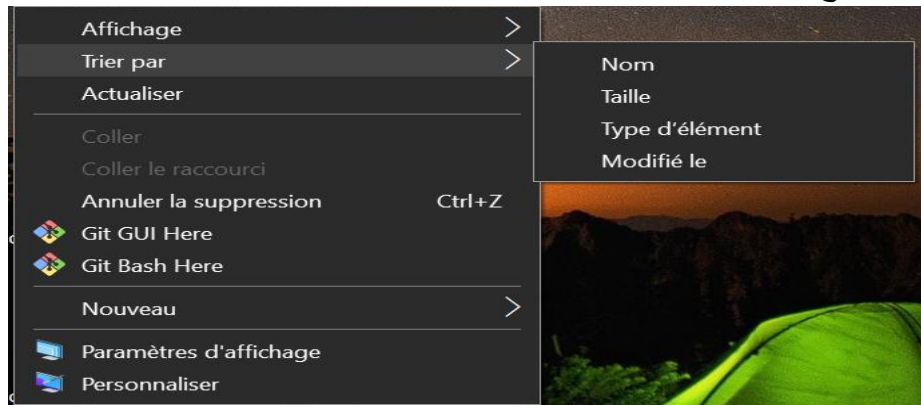 Affichage
Trier par
Actualiser
Coller
Coller le raccourci
Annuler la suppression Ctrl+Z
Git GUI Here
Git Bash Here
Nouveau
Paramètres d'affichage
Personnaliser
Nom
Taille
Type d'élément
Modifié le